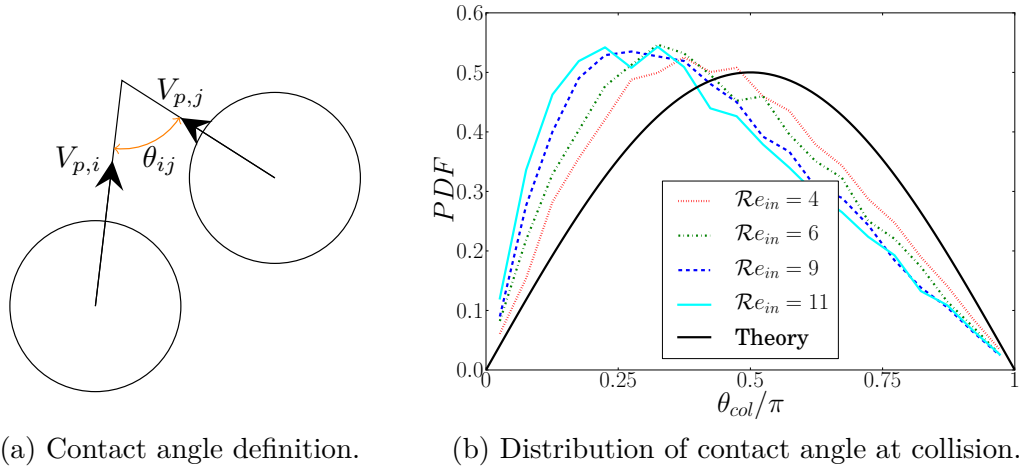 V_{p,j}
V_{p,i}
θ_{ij}
(a) Contact angle definition.
0.6
0.5
0.4
0.3
0.2
0.1
0.0
PDF
ℛe_{in} = 4
ℛe_{in} = 6
ℛe_{in} = 9
ℛe_{in} = 11
Theory
0 0.25 0.5 0.75 1
θ_{col}/π
(b) Distribution of contact angle at collision.